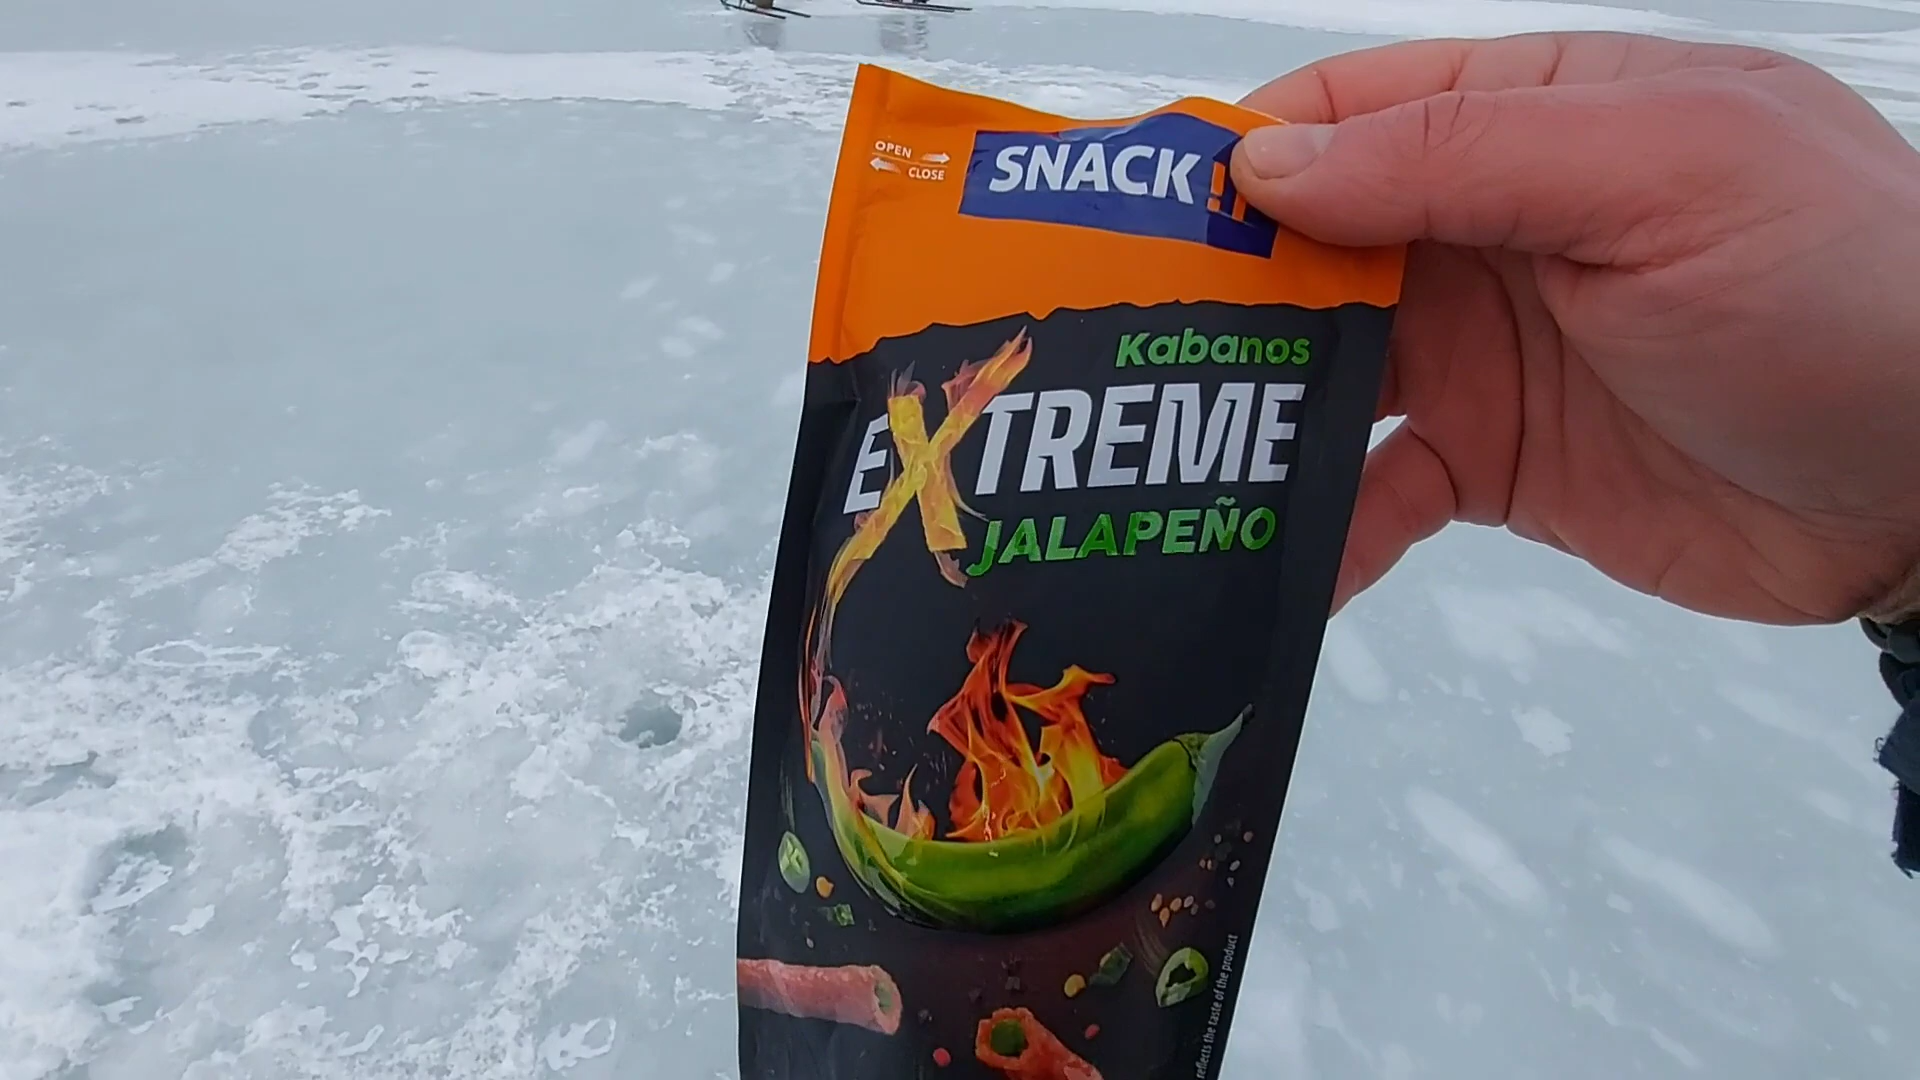 OPEN
CLOSE
SNACK
Kabanos
EXTREME
JALAPEÑO
reflects the taste of the product